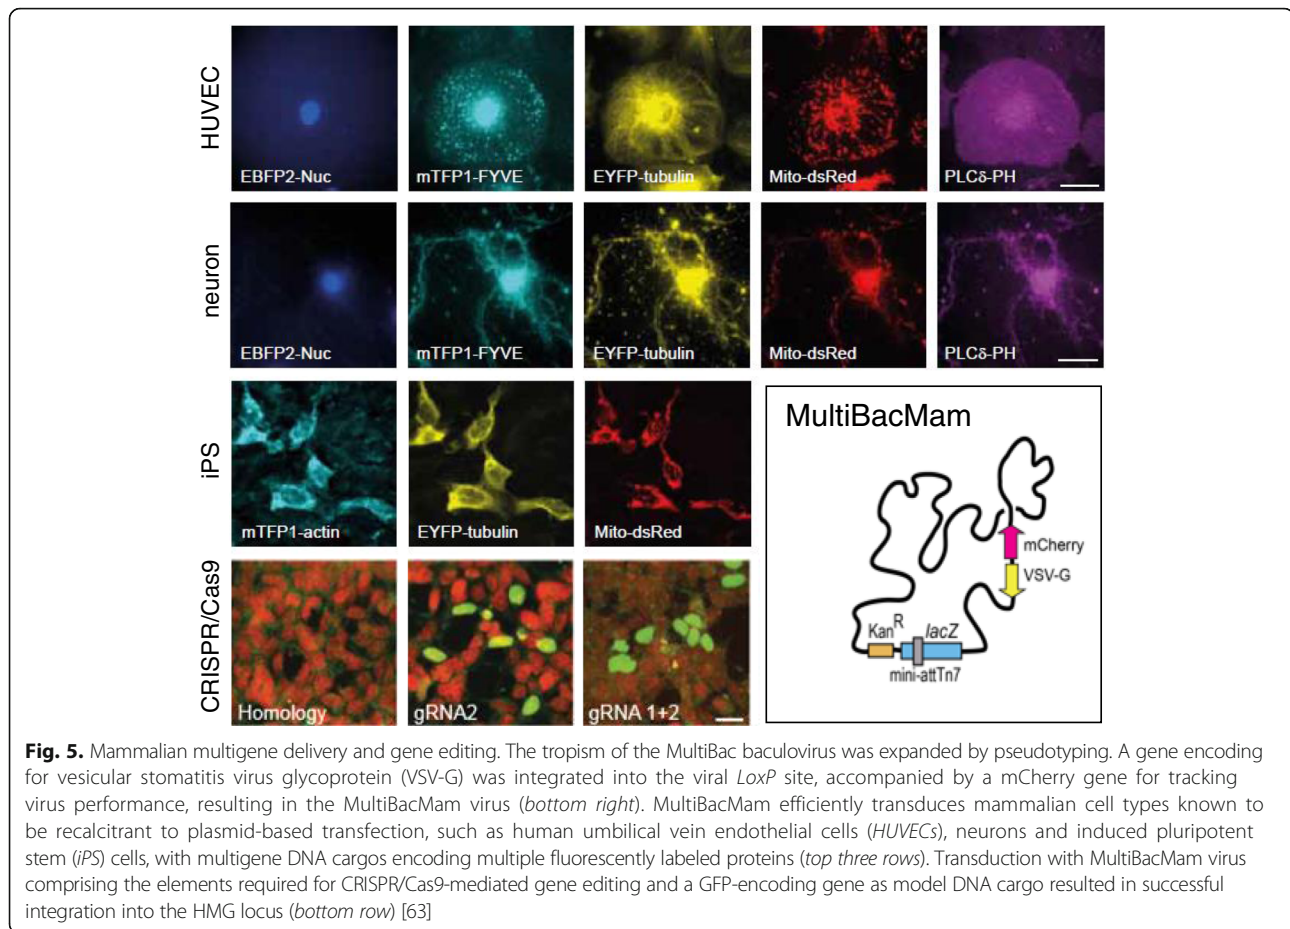 HUVEC
EBFP2-Nuc
mTFP1-FYVE
EYFP-tubulin
Mito-dsRed
PLCδ-PH
neuron
EBFP2-Nuc
mTFP1-FYVE
EYFP-tubulin
Mito-dsRed
PLCδ-PH
iPS
mTFP1-actin
EYFP-tubulin
Mito-dsRed
CRISPR/Cas9
Homology
gRNA2
gRNA 1+2
MultiBacMam
mCherry
VSV-G
Kan^R
lacZ
mini-attTn7
Fig. 5. Mammalian multigene delivery and gene editing. The tropism of the MultiBac baculovirus was expanded by pseudotyping. A gene encoding
for vesicular stomatitis virus glycoprotein (VSV-G) was integrated into the viral LoxP site, accompanied by a mCherry gene for tracking
virus performance, resulting in the MultiBacMam virus (bottom right). MultiBacMam efficiently transduces mammalian cell types known to
be recalcitrant to plasmid-based transfection, such as human umbilical vein endothelial cells (HUVECs), neurons and induced pluripotent
stem (iPS) cells, with multigene DNA cargos encoding multiple fluorescently labeled proteins (top three rows). Transduction with MultiBacMam virus
comprising the elements required for CRISPR/Cas9-mediated gene editing and a GFP-encoding gene as model DNA cargo resulted in successful
integration into the HMG locus (bottom row) [63]